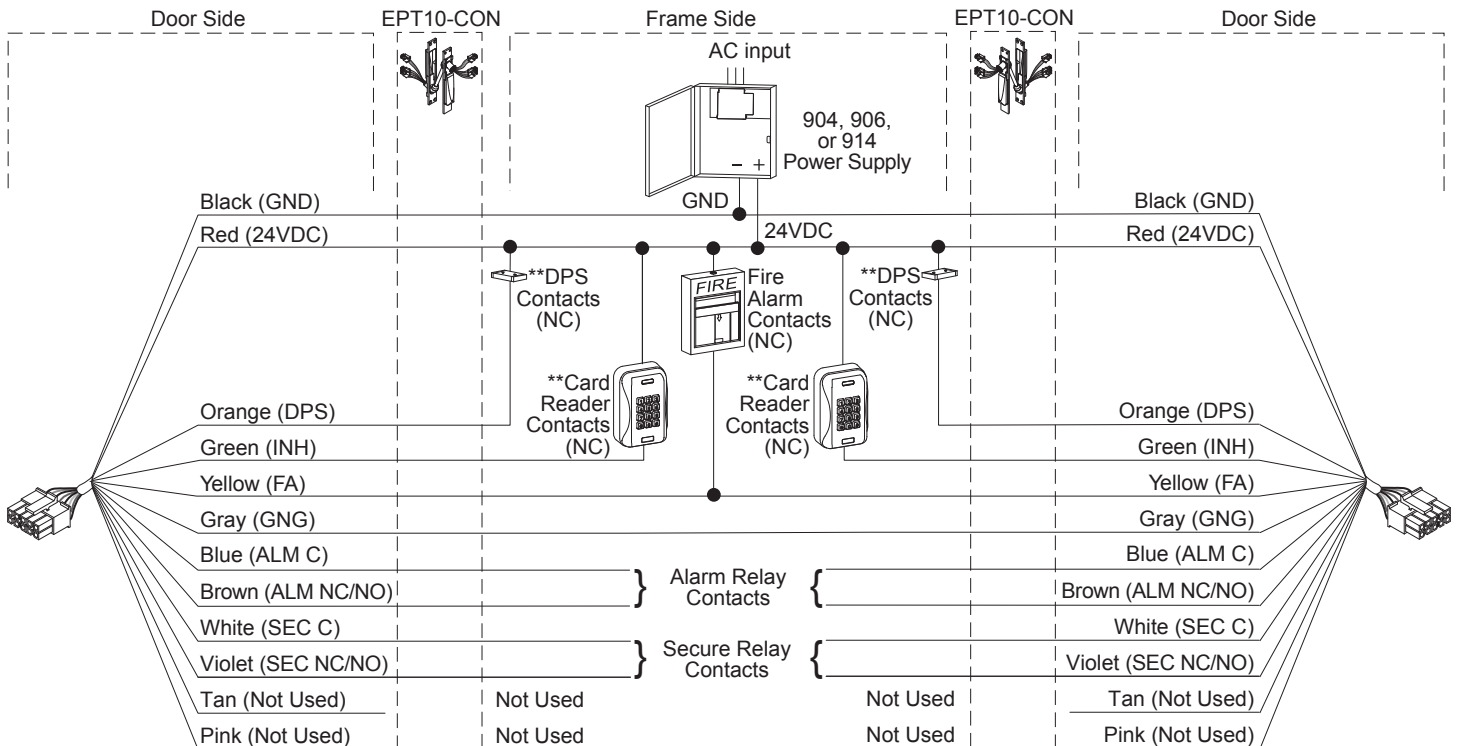 Door Side
EPT10-CON
Frame Side
EPT10-CON
Door Side
AC input
904, 906,
or 914
Power Supply
– +
GND
24VDC
Black (GND)
Red (24VDC)
Black (GND)
Red (24VDC)
**DPS
Contacts
(NC)
FIRE
Fire
Alarm
Contacts
(NC)
**DPS
Contacts
(NC)
**Card
Reader
Contacts
(NC)
**Card
Reader
Contacts
(NC)
Orange (DPS)
Green (INH)
Yellow (FA)
Gray (GNG)
Blue (ALM C)
Brown (ALM NC/NO)
White (SEC C)
Violet (SEC NC/NO)
Tan (Not Used)
Pink (Not Used)
Alarm Relay
Contacts
Secure Relay
Contacts
Not Used
Not Used
Not Used
Not Used
Orange (DPS)
Green (INH)
Yellow (FA)
Gray (GNG)
Blue (ALM C)
Brown (ALM NC/NO)
White (SEC C)
Violet (SEC NC/NO)
Tan (Not Used)
Pink (Not Used)